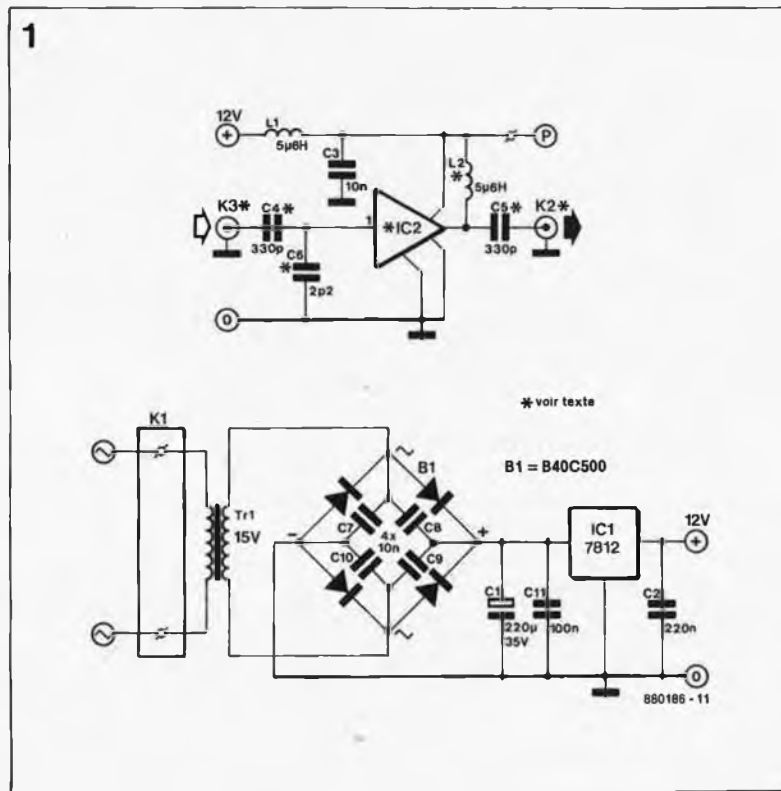 1
12V
+
L1
5µ6H
C3
10n
P
L2
*
5µ6H
K3*
C4*
330p
1
*IC2
C5*
330p
K2*
C6
*
2p2
0
* voir texte
K1
B1 = B40C500
~
~
Tr1
15V
B1
C7
C8
4x
10n
C10
C9
-
+
~
~
C1
220µ
35V
C11
100n
IC1
7812
12V
+
C2
220n
0
880186 - 11